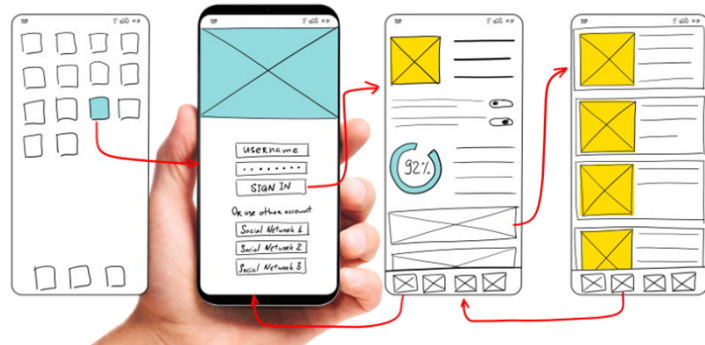 Username
SIGN IN
Or use other account
Social Network 1
Social Network 2
Social Network 3
92%